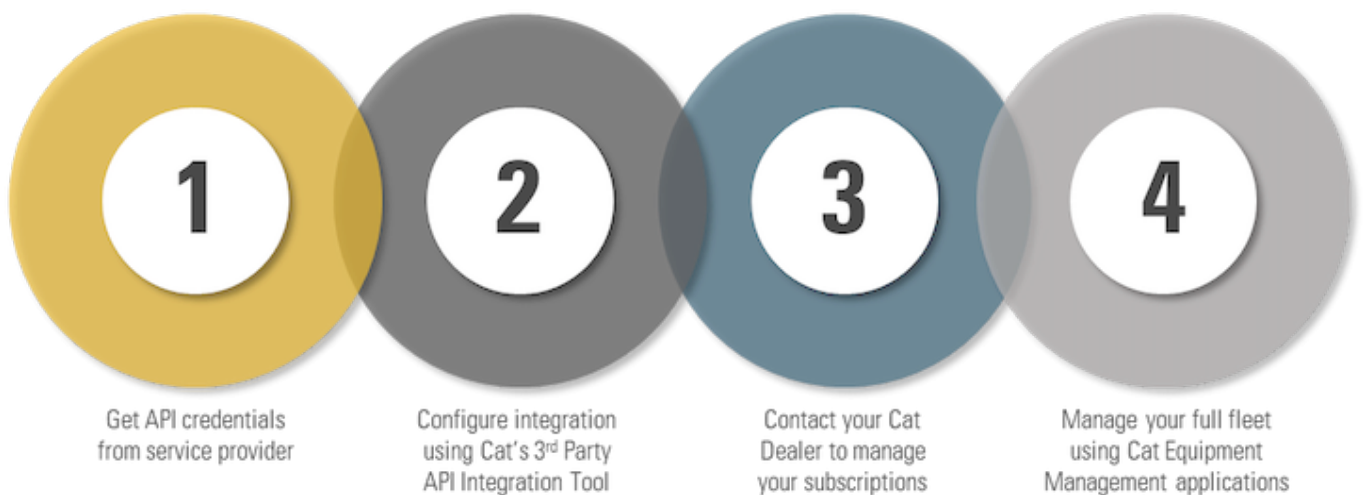 1
2
3
4
Get API credentials
from service provider
Configure integration
using Cat's 3rd Party
API Integration Tool
Contact your Cat
Dealer to manage
your subscriptions
Manage your full fleet
using Cat Equipment
Management applications